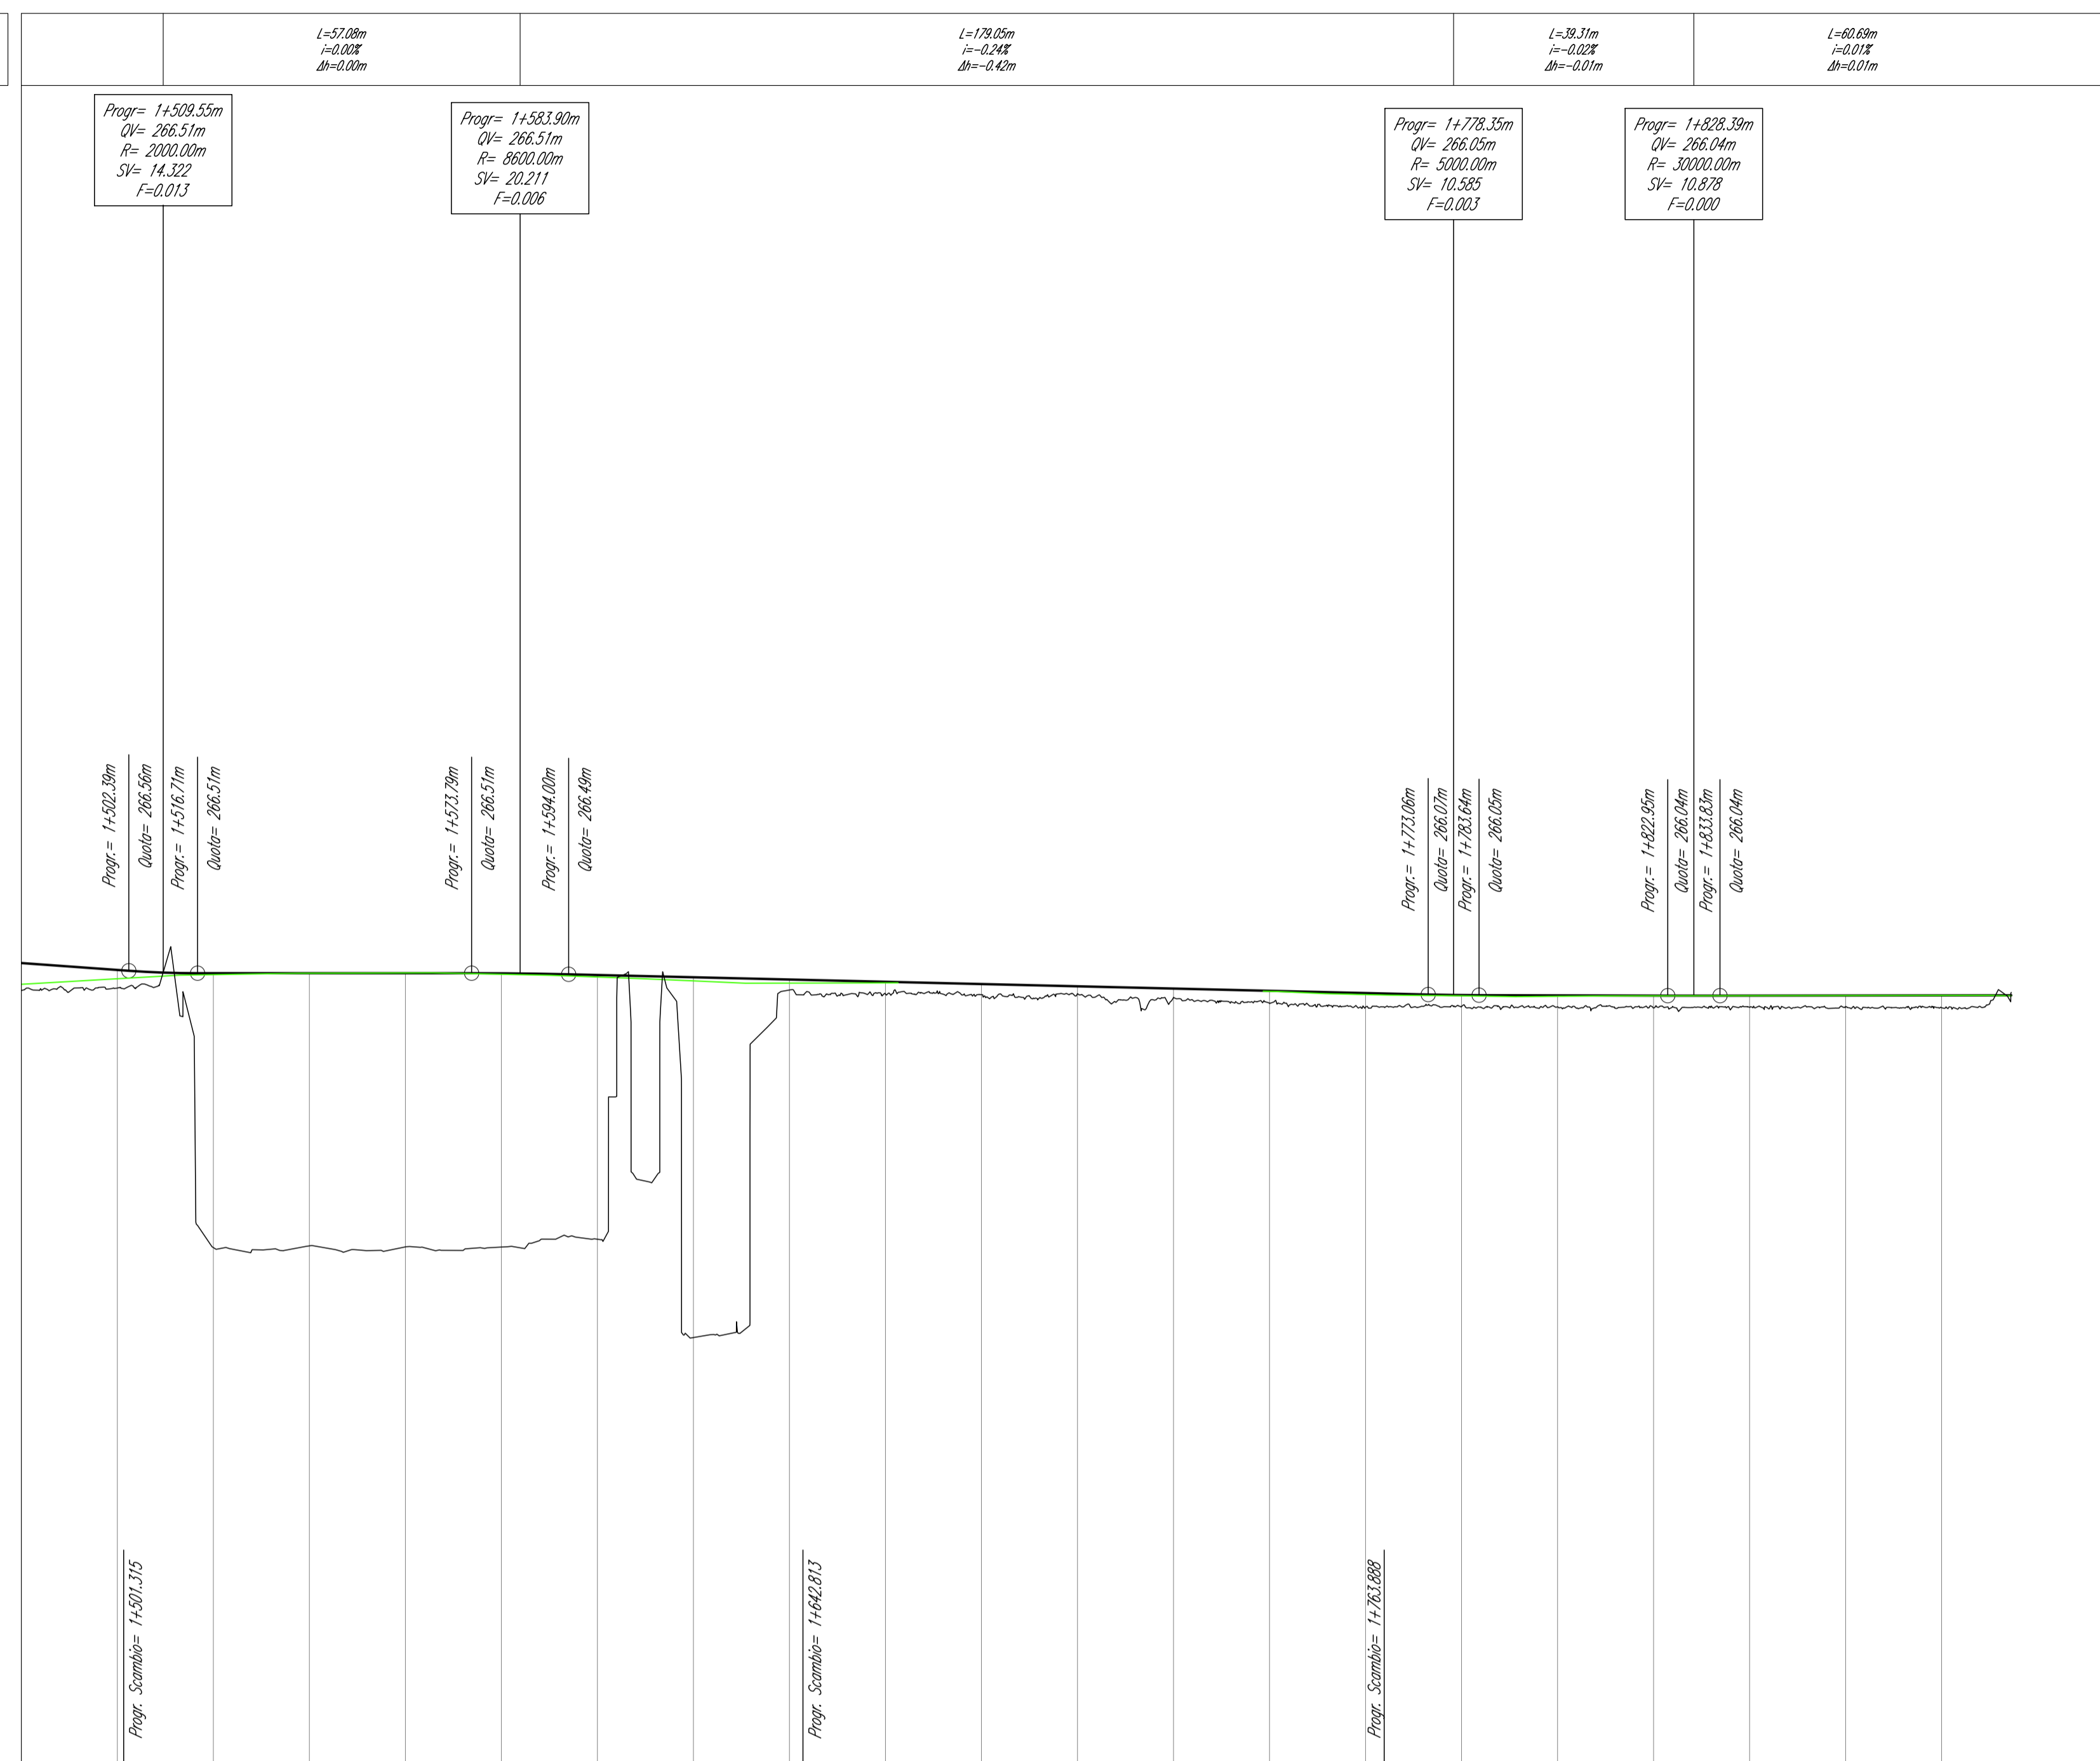 L=57.08m
i=0.00%
Δh=0.00m
L=179.05m
i=-0.24%
Δh=-0.42m
L=39.31m
i=-0.02%
Δh=-0.01m
L=60.69m
i=0.01%
Δh=0.01m
Progr= 1+509.55m
QV= 266.51m
R= 2000.00m
SV= 14.322
F=0.013
Progr= 1+583.90m
QV= 266.51m
R= 8600.00m
SV= 20.211
F=0.006
Progr= 1+778.35m
QV= 266.05m
R= 5000.00m
SV= 10.585
F=0.003
Progr= 1+828.39m
QV= 266.04m
R= 30000.00m
SV= 10.878
F=0.000
Progr.= 1+502.39m
Quota= 266.56m
Progr.= 1+516.71m
Quota= 266.51m
Progr.= 1+573.79m
Quota= 266.51m
Progr.= 1+594.00m
Quota= 266.49m
Progr.= 1+773.06m
Quota= 266.07m
Progr.= 1+783.64m
Quota= 266.05m
Progr.= 1+822.95m
Quota= 266.04m
Progr.= 1+833.83m
Quota= 266.04m
Progr. Scambio= 1+501.315
Progr. Scambio= 1+642.813
Progr. Scambio= 1+763.888